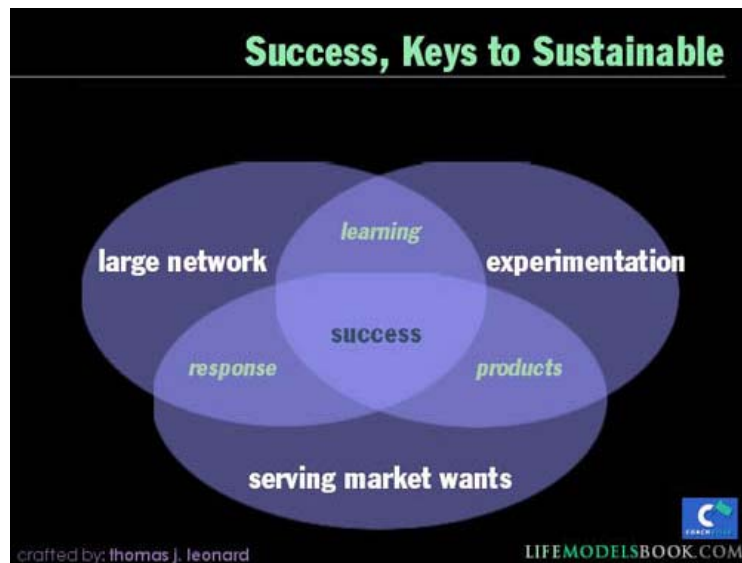 Success, Keys to Sustainable
learning
large network
experimentation
success
response
products
serving market wants
crafted by: thomas j. leonard
LIFEMODELSBOOK.COM